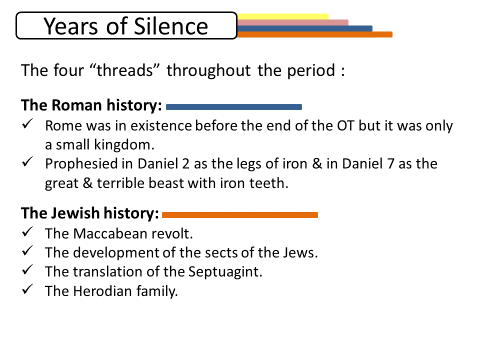 Years of Silence
The four “threads” throughout the period :
The Roman history:
✓ Rome was in existence before the end of the OT but it was only
a small kingdom.
✓ Prophesied in Daniel 2 as the legs of iron & in Daniel 7 as the
great & terrible beast with iron teeth.
The Jewish history:
✓ The Maccabean revolt.
✓ The development of the sects of the Jews.
✓ The translation of the Septuagint.
✓ The Herodian family.